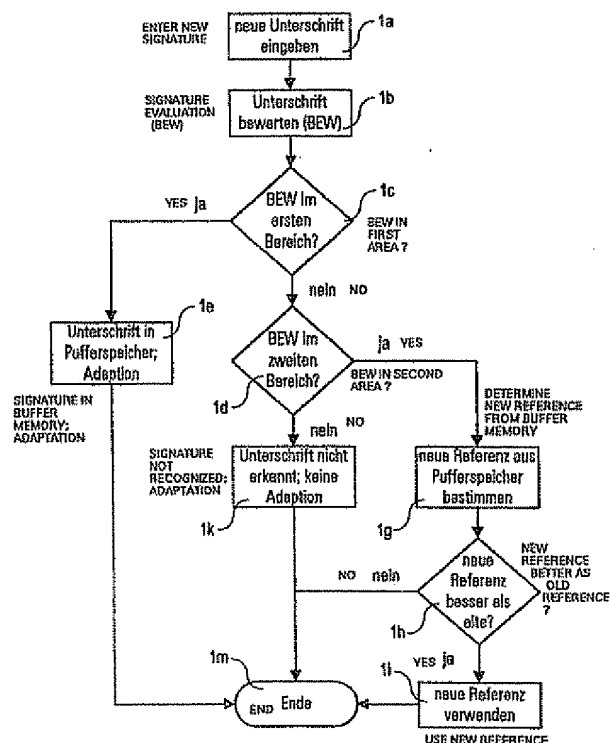 ENTER NEW
SIGNATURE
neue Unterschrift
eingeben
1a
SIGNATURE
EVALUATION
(BEW)
Unterschrift
bewerten (BEW)
1b
BEW im
ersten
Bereich?
1c
BEW IN
FIRST
AREA ?
YES ja
nein NO
1e
Unterschrift in
Pufferspeicher;
Adaption
SIGNATURE IN
BUFFER
MEMORY;
ADAPTATION
BEW im
zweiten
Bereich?
1d
ja YES
BEW IN SECOND
AREA ?
nein NO
DETERMINE
NEW REFERENCE
FROM BUFFER
MEMORY
SIGNATURE
NOT
RECOGNIZED;
ADAPTATION
Unterschrift nicht
erkannt; keine
Adaption
1k
neue Referenz aus
Pufferspeicher
bestimmen
1g
NO nein
neue
Referenz
besser als
alte?
1h
NEW
REFERENCE
BETTER AS
OLD
REFERENCE
?
YES ja
1m
END Ende
1i
neue Referenz
verwenden
USE NEW REFERENCE